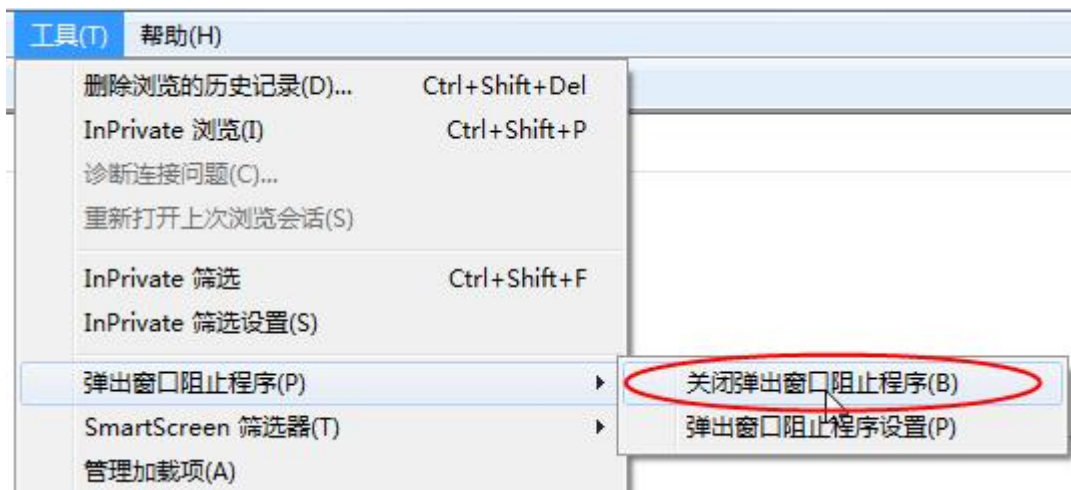 工具(T) 帮助(H)
删除浏览的历史记录(D)... Ctrl+Shift+Del
InPrivate 浏览(I) Ctrl+Shift+P
诊断连接问题(C)...
重新打开上次浏览会话(S)
InPrivate 筛选 Ctrl+Shift+F
InPrivate 筛选设置(S)
弹出窗口阻止程序(P) 关闭弹出窗口阻止程序(B)
SmartScreen 筛选器(T) 弹出窗口阻止程序设置(P)
管理加载项(A)